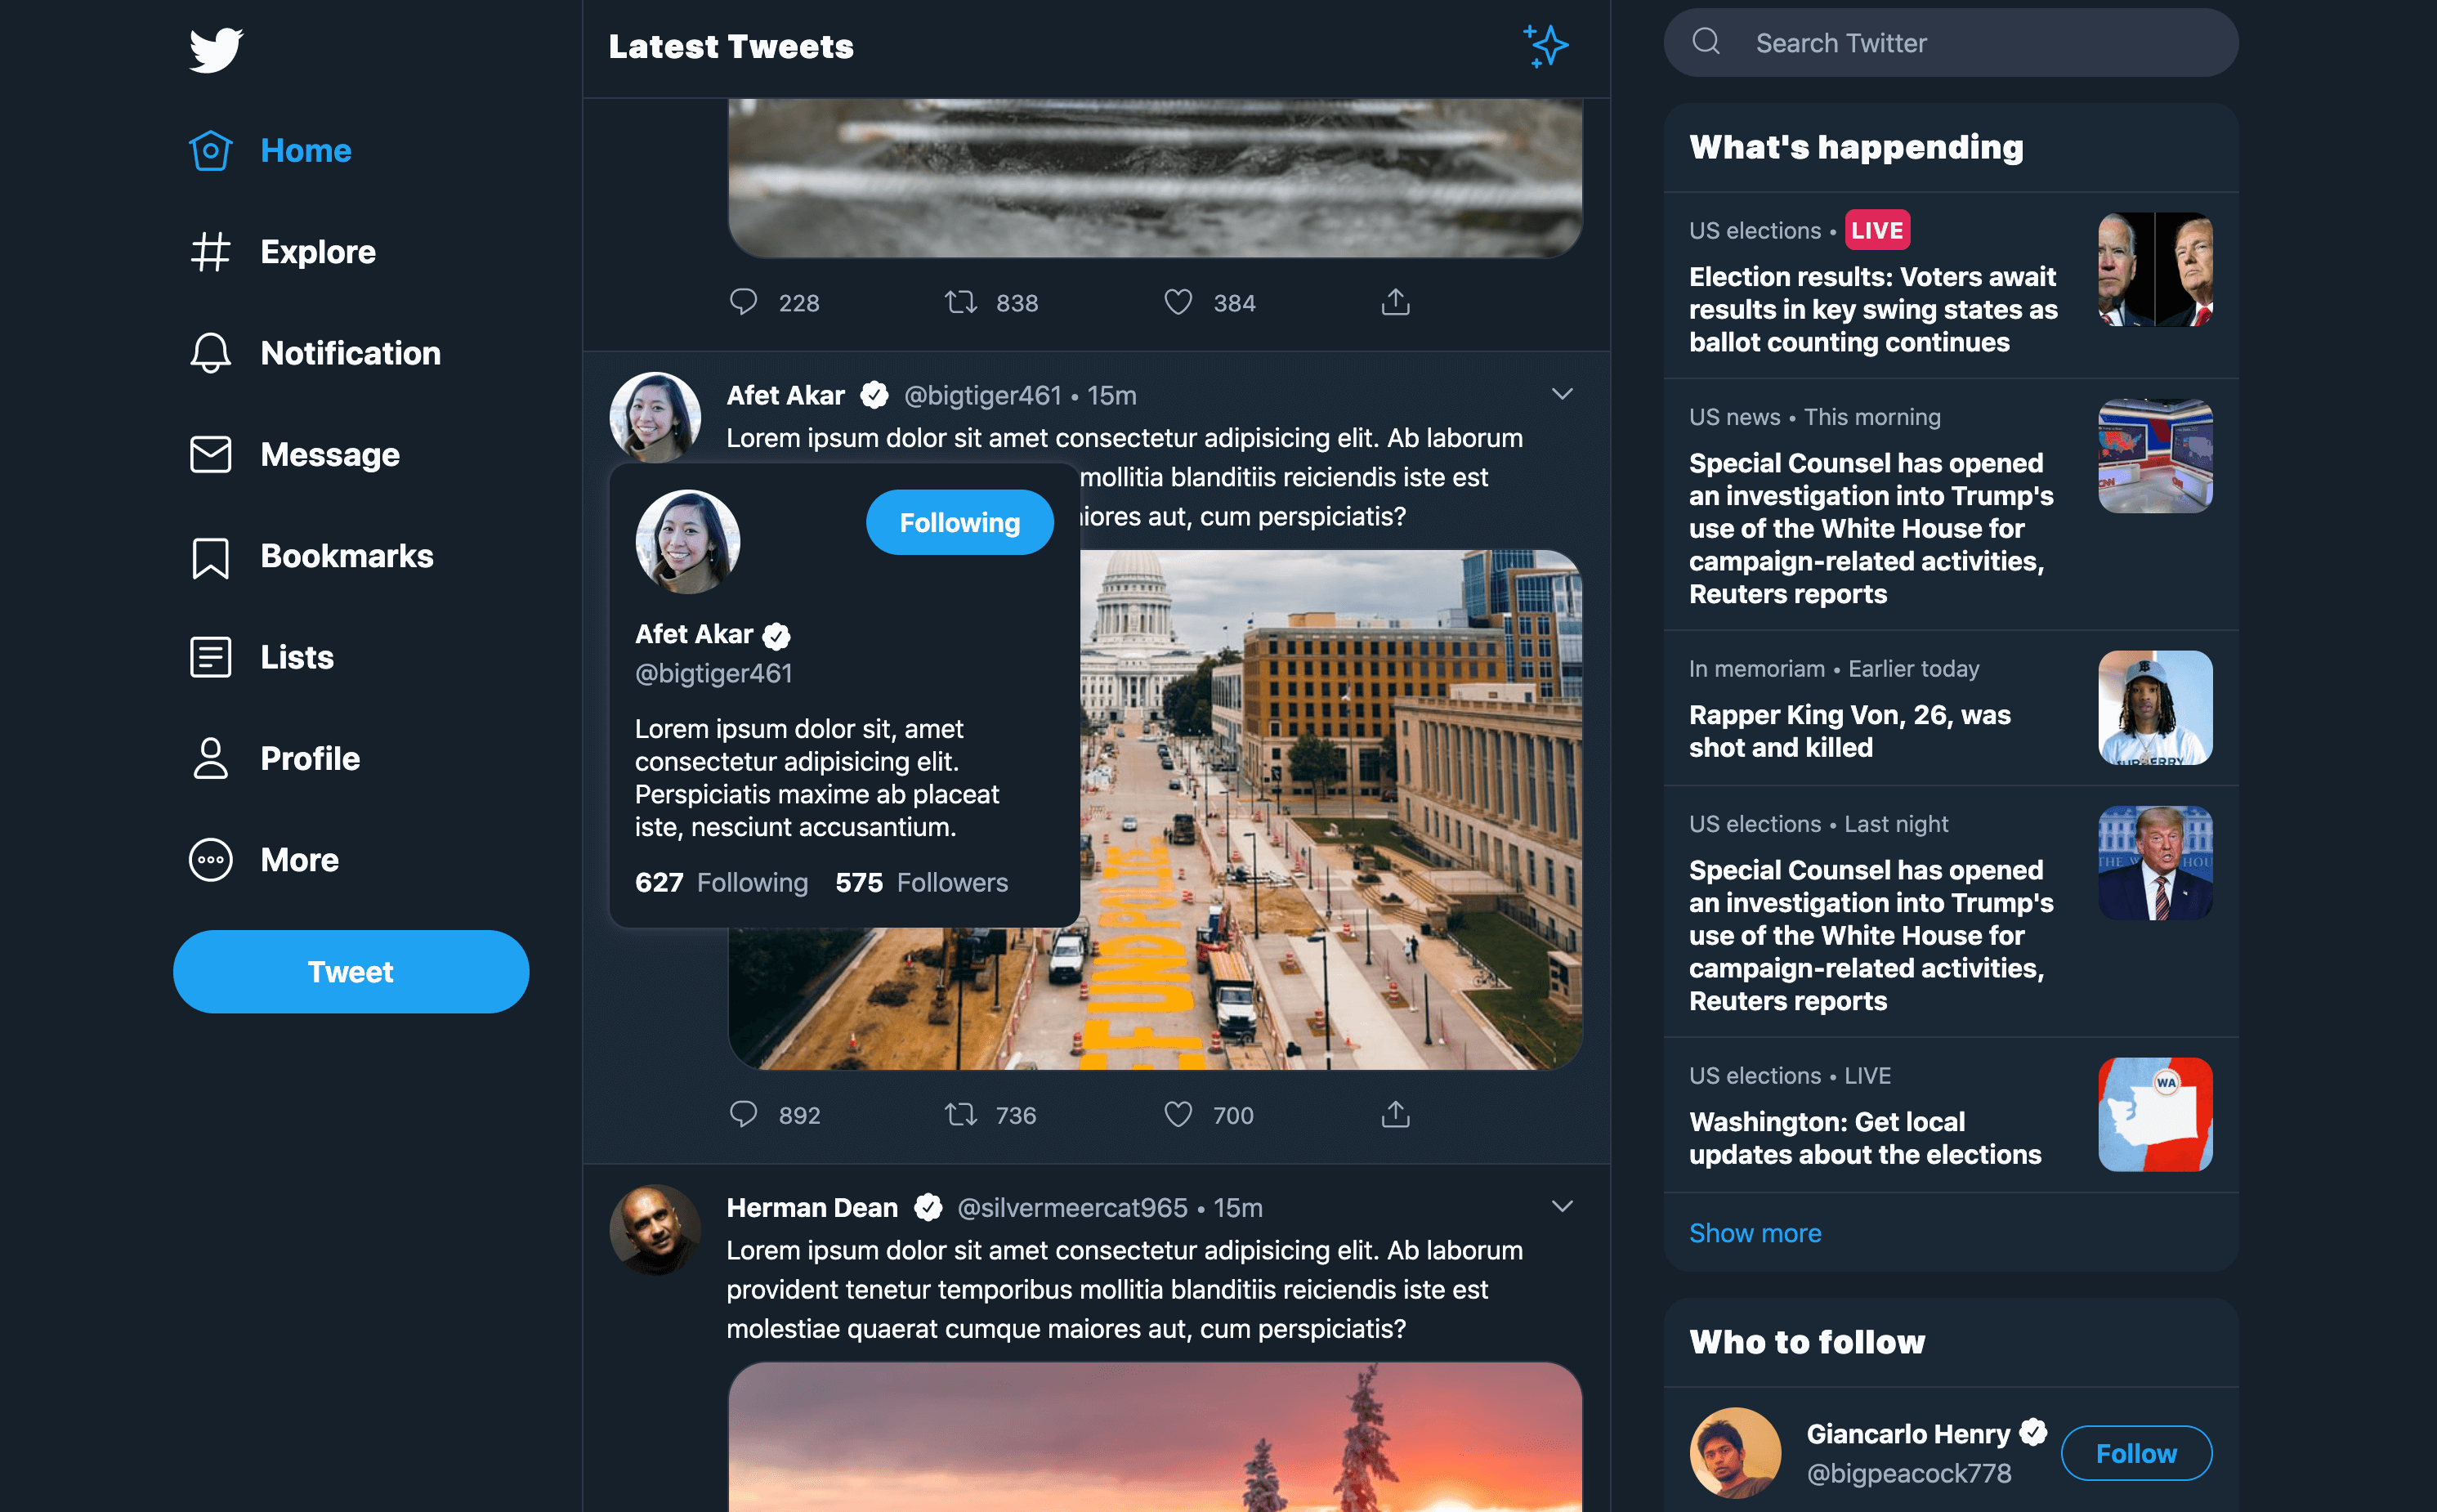 Home
Explore
Notification
Message
Bookmarks
Lists
Profile
More
Tweet
Latest Tweets
228
838
384
Afet Akar @bigtiger461 • 15m
Lorem ipsum dolor sit amet consectetur adipisicing elit. Ab laborum
mollitia blanditiis reiciendis iste est
iores aut, cum perspiciatis?
Following
Afet Akar
@bigtiger461
Lorem ipsum dolor sit, amet
consectetur adipisicing elit.
Perspiciatis maxime ab placeat
iste, nesciunt accusantium.
627 Following 575 Followers
892
736
700
Herman Dean @silvermeercat965 • 15m
Lorem ipsum dolor sit amet consectetur adipisicing elit. Ab laborum
provident tenetur temporibus mollitia blanditiis reiciendis iste est
molestiae quaerat cumque maiores aut, cum perspiciatis?
Search Twitter
What's happending
US elections • LIVE
Election results: Voters await
results in key swing states as
ballot counting continues
US news • This morning
Special Counsel has opened
an investigation into Trump's
use of the White House for
campaign-related activities,
Reuters reports
CNN
In memoriam • Earlier today
Rapper King Von, 26, was
shot and killed
US elections • Last night
Special Counsel has opened
an investigation into Trump's
use of the White House for
campaign-related activities,
Reuters reports
THE
US elections • LIVE
Washington: Get local
updates about the elections
WA
Show more
Who to follow
Giancarlo Henry
@bigpeacock778
Follow